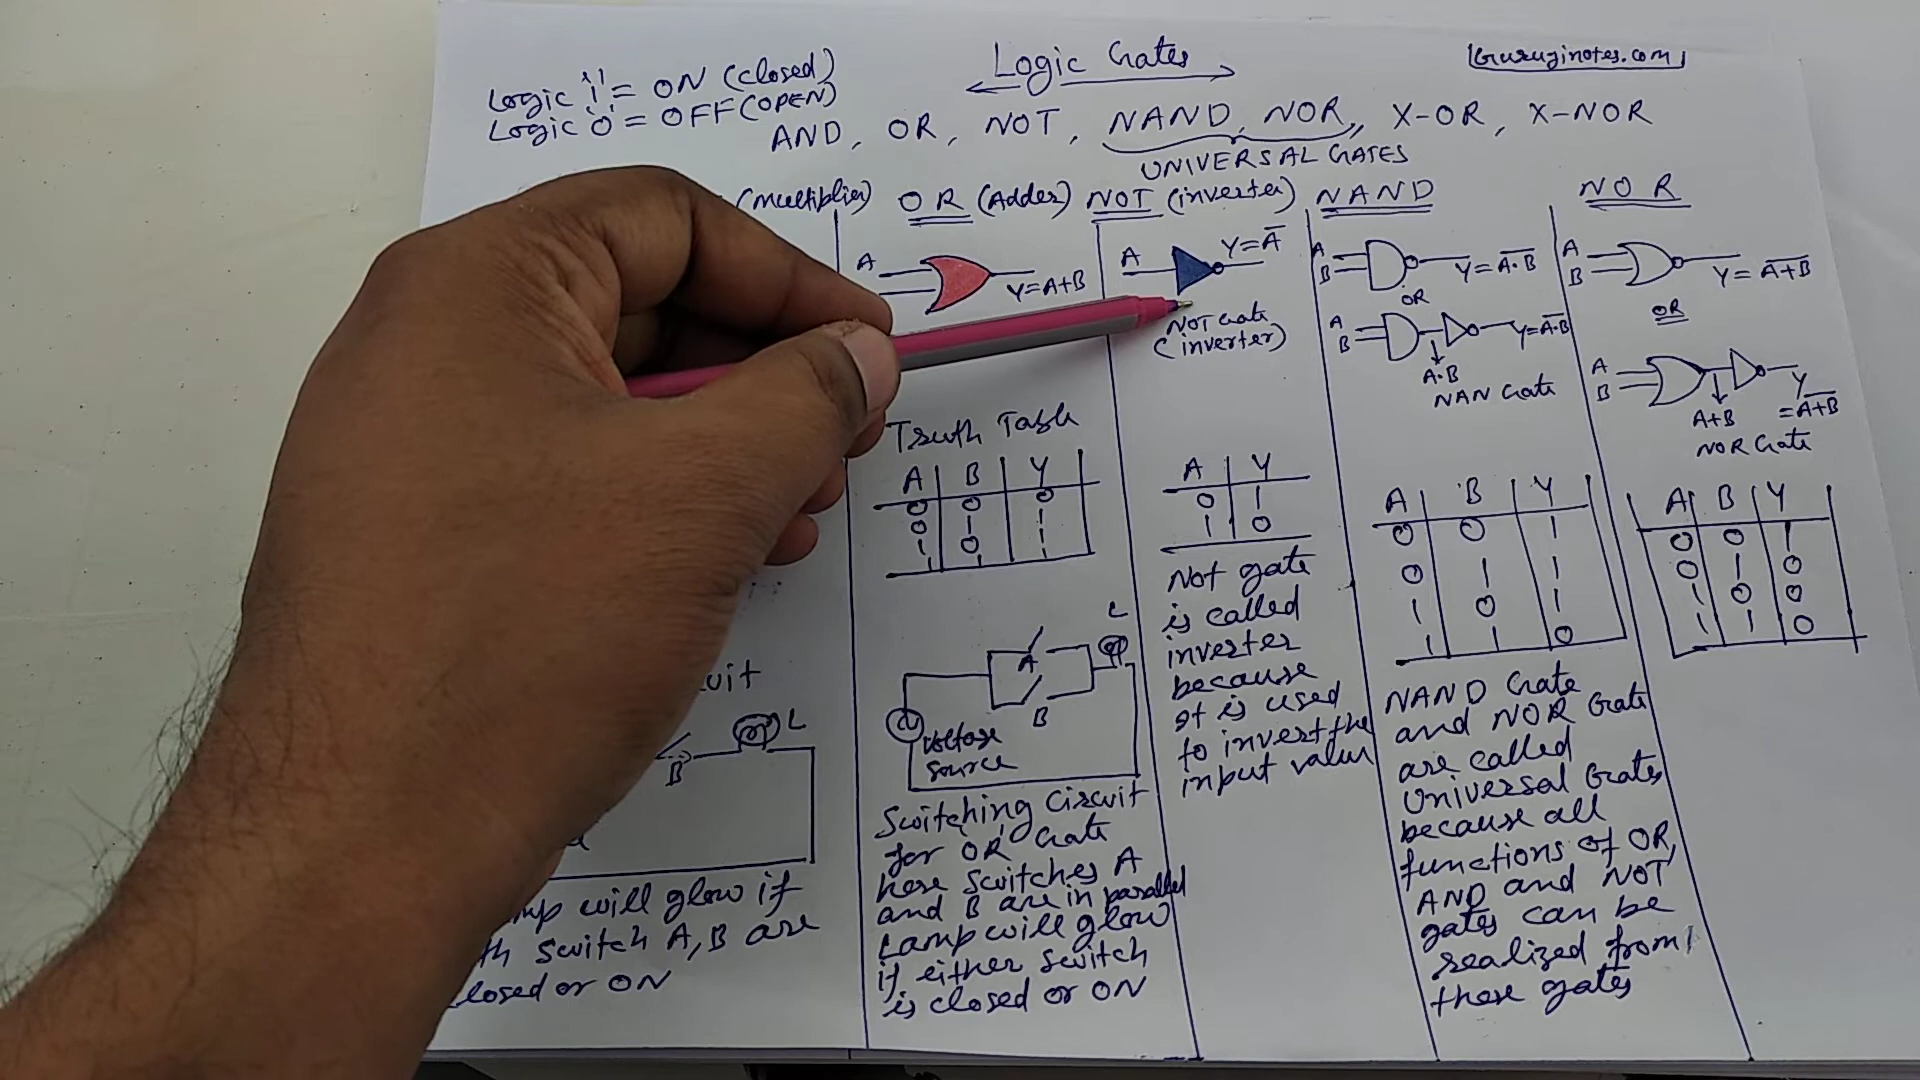 Logic Gates
Gurujinotes.com
Logic '1' = ON (closed)
Logic '0' = OFF (OPEN)
AND, OR, NOT, NAND, NOR, X-OR, X-NOR
UNIVERSAL GATES
(multiplier)
OR (Adder)
A
Y=A+B
Truth Table
A B Y
0 0 0
0 1 1
1 0 1
1 1 1
A
B
L
voltage
source
Switching Circuit
for OR Gate
here switches A
and B are in parallel
Lamp will glow
if either switch
is closed or ON
B
L
will glow if
switch A, B are
or ON
NOT (inverter)
A
Y=A̅
NOT Gate
(inverter)
A Y
0 1
1 0
Not gate
is called
inverter
because
it is used
to invert the
input value
NAND
A
B
Y=\overline{A·B}
OR
A
B
Y=\overline{A·B}
A·B
NAN Gate
A B Y
0 0 1
0 1 1
1 0 1
1 1 0
NAND Gate
and NOR Gate
are called
Universal Gates
because all
functions of OR,
AND and NOT
gates can be
realized from
these gates
NOR
A
B
Y=\overline{A+B}
OR
A
B
Y
=\overline{A+B}
A+B
NOR Gate
A B Y
0 0 1
0 1 0
1 0 0
1 1 0